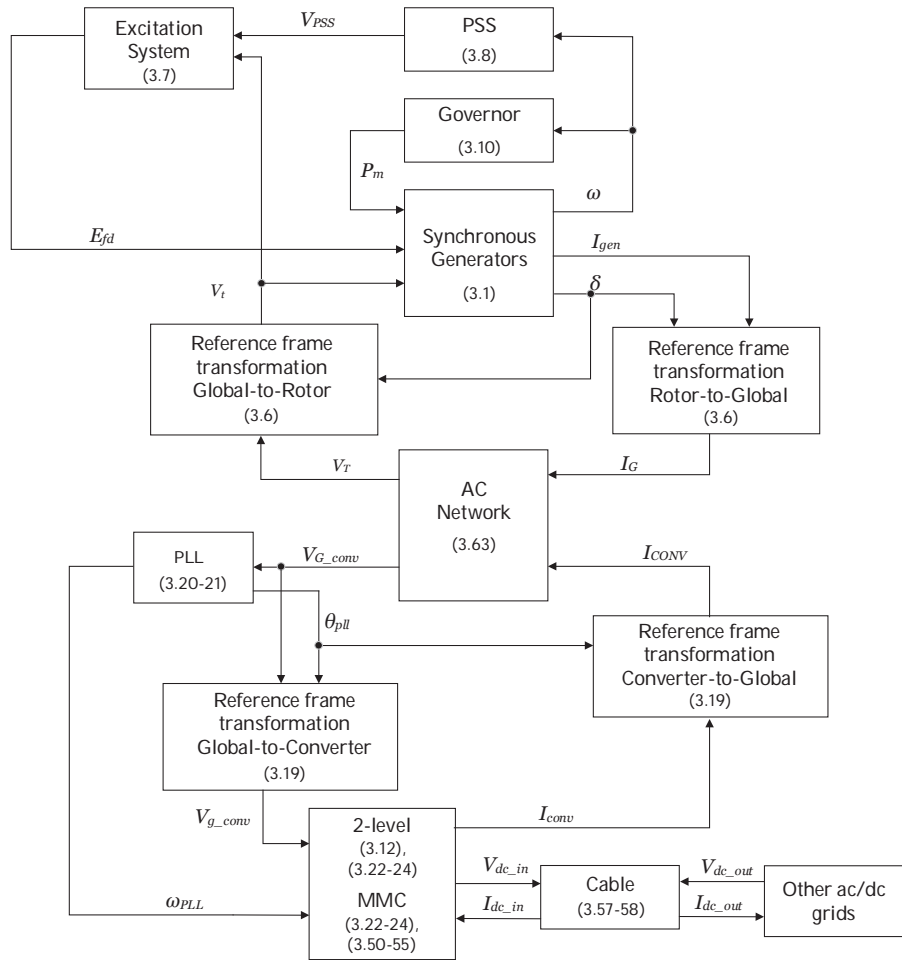 Excitation
System
(3.7)
V_PSS
PSS
(3.8)
Governor
(3.10)
P_m
ω
E_fd
Synchronous
Generators
(3.1)
I_gen
δ
V_t
Reference frame
transformation
Global-to-Rotor
(3.6)
Reference frame
transformation
Rotor-to-Global
(3.6)
V_T
AC
Network
(3.63)
I_G
PLL
(3.20-21)
V_G_conv
I_CONV
θ_pll
Reference frame
transformation
Converter-to-Global
(3.19)
Reference frame
transformation
Global-to-Converter
(3.19)
V_g_conv
2-level
(3.12),
(3.22-24)
MMC
(3.22-24),
(3.50-55)
I_conv
ω_PLL
V_dc_in
I_dc_in
Cable
(3.57-58)
V_dc_out
I_dc_out
Other ac/dc
grids